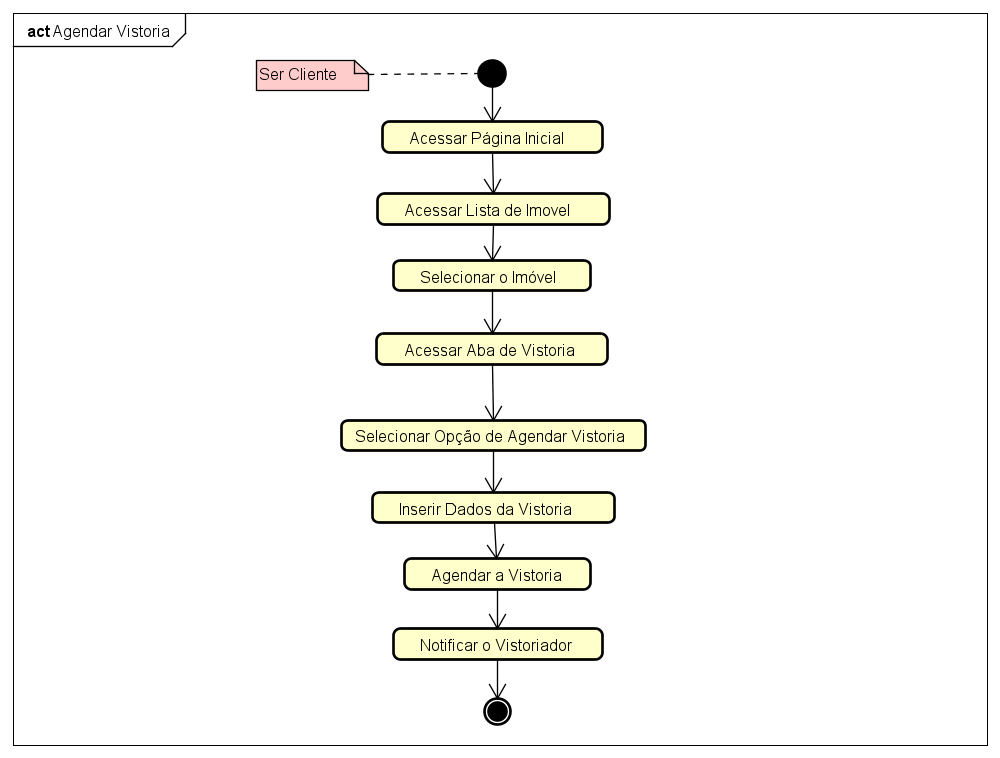 act Agendar Vistoria
Ser Cliente
Acessar Página Inicial
Acessar Lista de Imovel
Selecionar o Imóvel
Acessar Aba de Vistoria
Selecionar Opção de Agendar Vistoria
Inserir Dados da Vistoria
Agendar a Vistoria
Notificar o Vistoriador